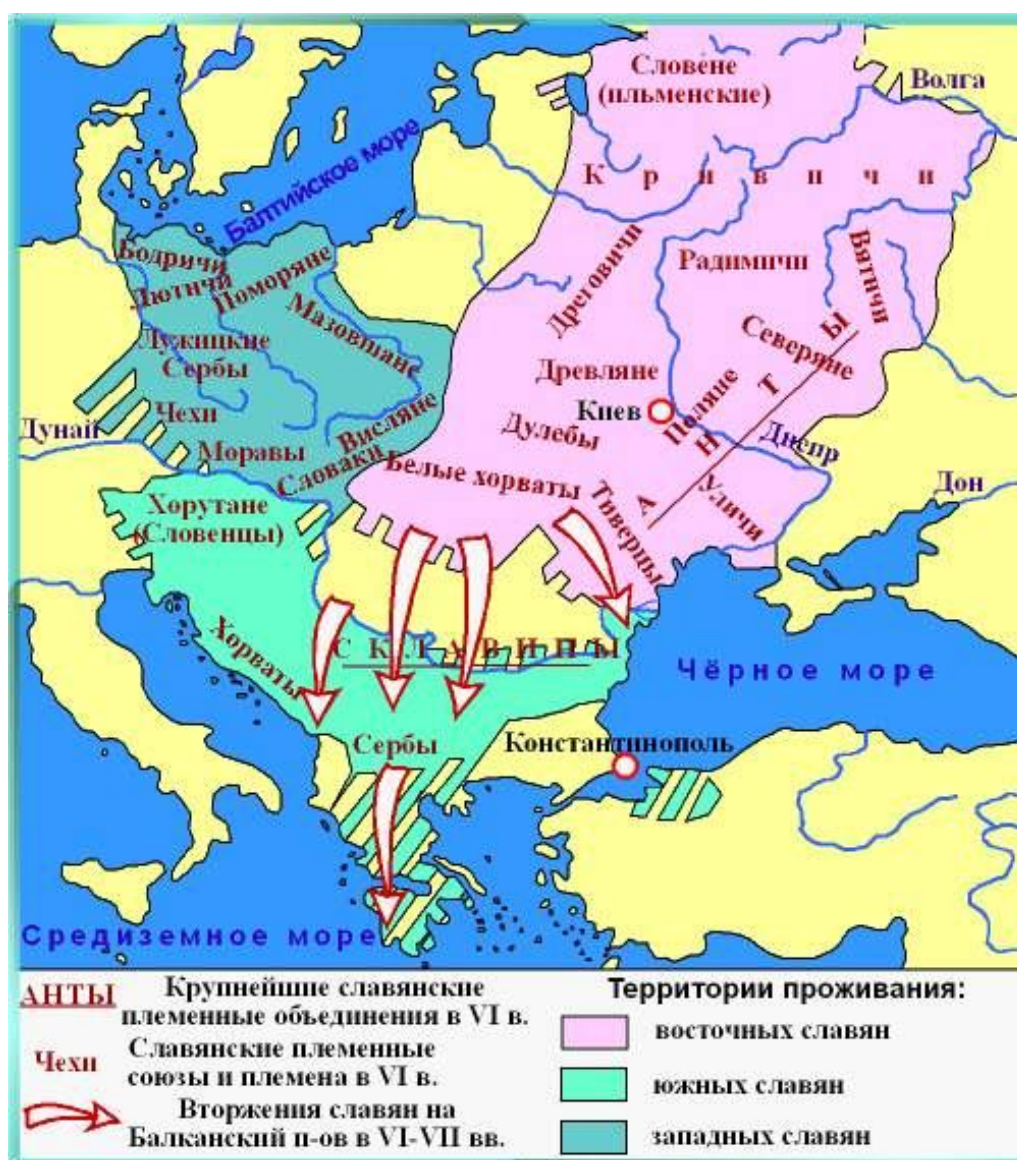 Словене
(ильменские)
Волга
Кривичи
Балтийское море
Бодричи
Лютичи
Поморяне
Мазовшане
Лужицкие
Сербы
Чехи
Дунай
Моравы
Висляне
Словаки
Дреговичи
Радимичи
Вятичи
Северяне
Древляне
Киев
Поляне
Дулебы
Днепр
АНТЫ
Белые хорваты
Тиверцы
Уличи
Дон
Хорутане
(Словенцы)
Хорваты
СКЛАВИНЫ
Чёрное море
Сербы
Константинополь
Средиземное море
АНТЫ
Крупнейшие славянские
племенные объединения в VI в.
Чехи
Славянские племенные
союзы и племена в VI в.
Вторжения славян на
Балканский п-ов в VI-VII вв.
Территории проживания:
восточных славян
южных славян
западных славян